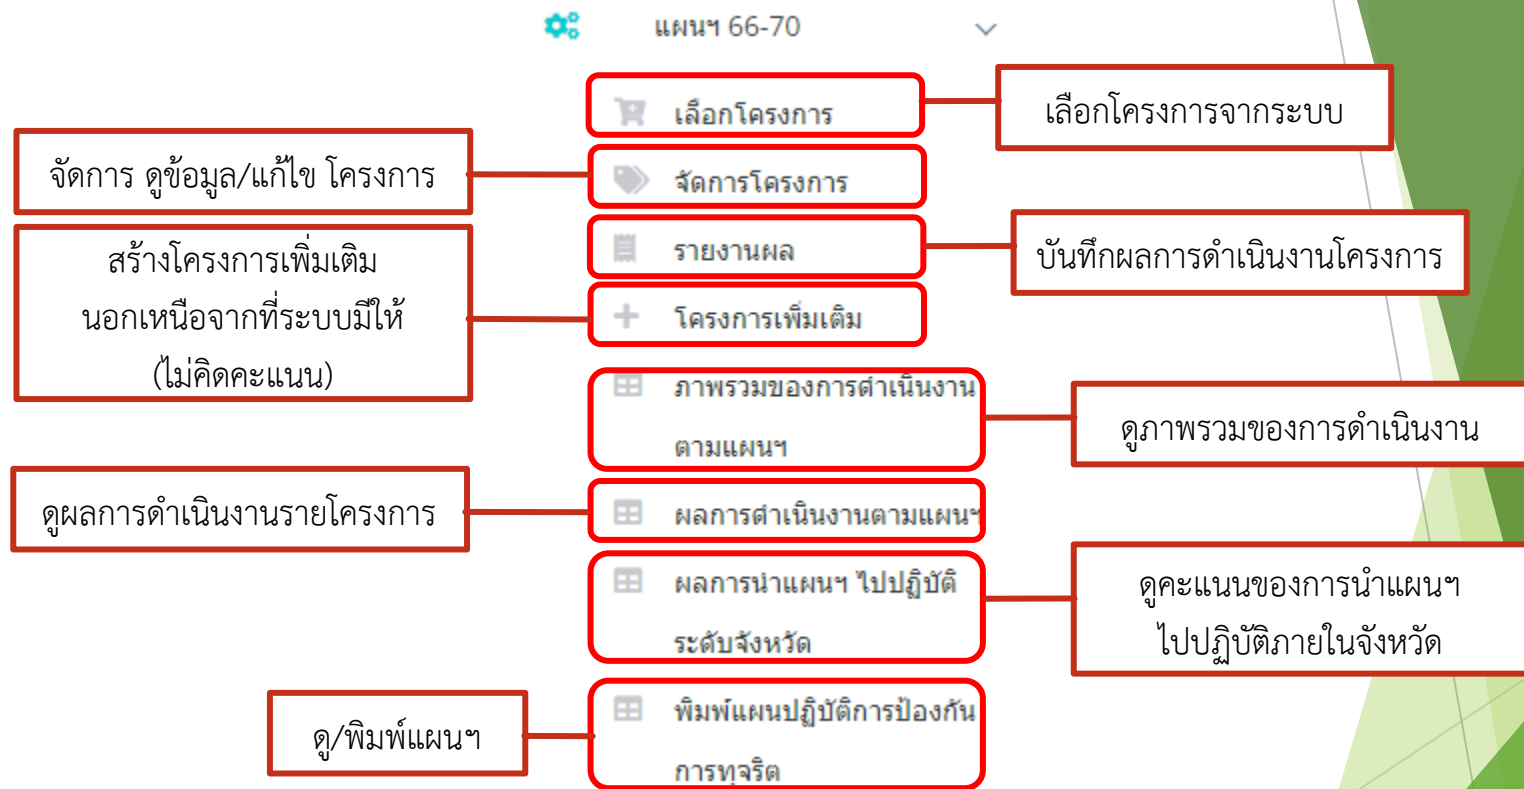 แผนฯ 66-70
เลือกโครงการ
เลือกโครงการจากระบบ
จัดการ ดูข้อมูล/แก้ไข โครงการ
จัดการโครงการ
รายงานผล
บันทึกผลการดำเนินงานโครงการ
สร้างโครงการเพิ่มเติม
นอกเหนือจากที่ระบบมีให้
(ไม่คิดคะแนน)
โครงการเพิ่มเติม
ภาพรวมของการดำเนินงาน
ตามแผนฯ
ดูภาพรวมของการดำเนินงาน
ดูผลการดำเนินงานรายโครงการ
ผลการดำเนินงานตามแผนฯ
ผลการนำแผนฯ ไปปฏิบัติ
ระดับจังหวัด
ดูคะแนนของการนำแผนฯ
ไปปฏิบัติภายในจังหวัด
ดู/พิมพ์แผนฯ
พิมพ์แผนปฏิบัติการป้องกัน
การทุจริต